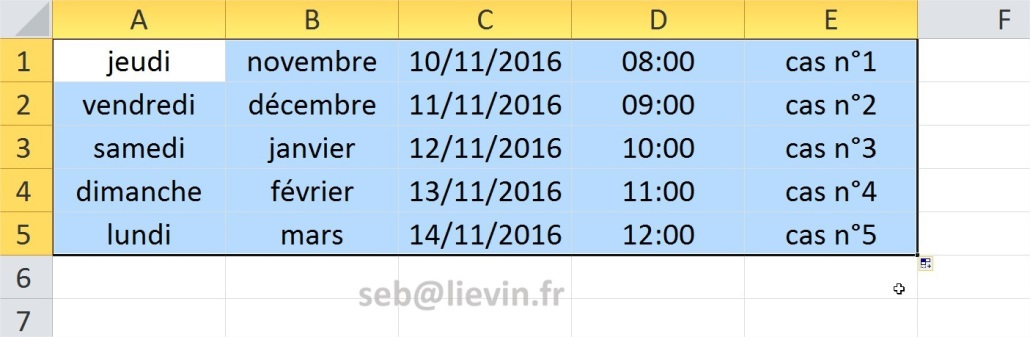 A B C D E F
1 jeudi novembre 10/11/2016 08:00 cas n°1
2 vendredi décembre 11/11/2016 09:00 cas n°2
3 samedi janvier 12/11/2016 10:00 cas n°3
4 dimanche février 13/11/2016 11:00 cas n°4
5 lundi mars 14/11/2016 12:00 cas n°5
6
seb@lievin.fr
7